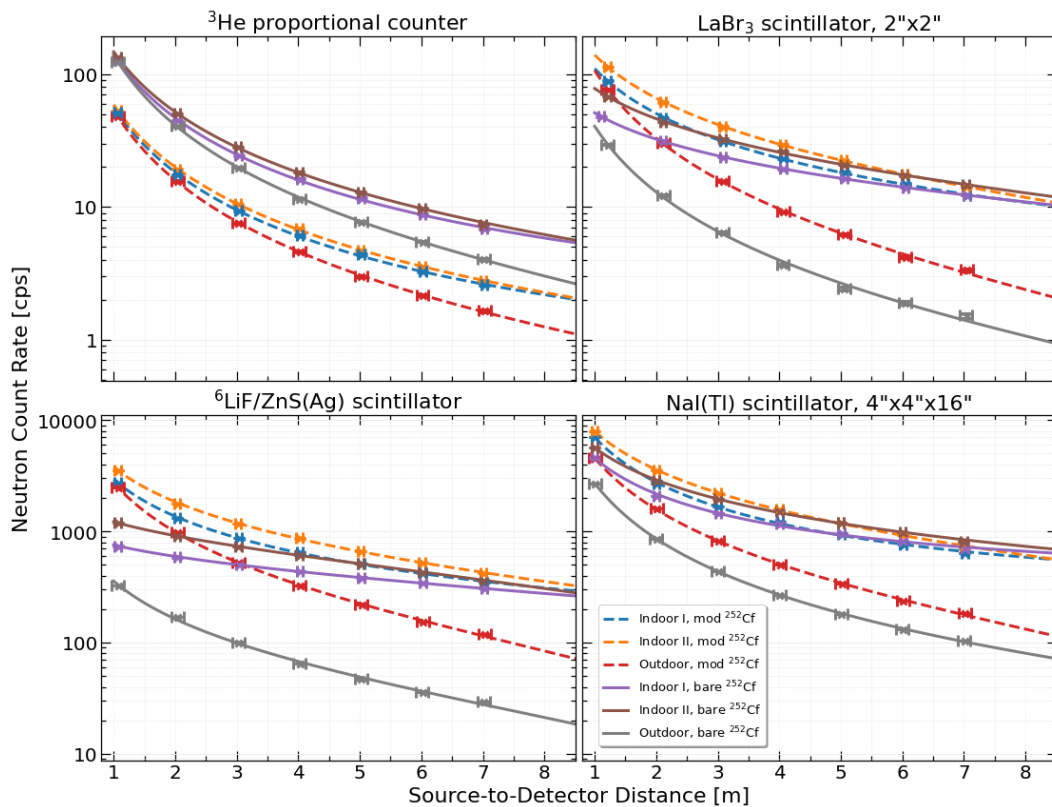 ³He proportional counter
LaBr₃ scintillator, 2"x2"
100
10
1
⁶LiF/ZnS(Ag) scintillator
NaI(Tl) scintillator, 4"x4"x16"
10000
1000
100
10
Indoor I, mod ²⁵²Cf
Indoor II, mod ²⁵²Cf
Outdoor, mod ²⁵²Cf
Indoor I, bare ²⁵²Cf
Indoor II, bare ²⁵²Cf
Outdoor, bare ²⁵²Cf
1 2 3 4 5 6 7 8
1 2 3 4 5 6 7 8
Neutron Count Rate [cps]
Source-to-Detector Distance [m]